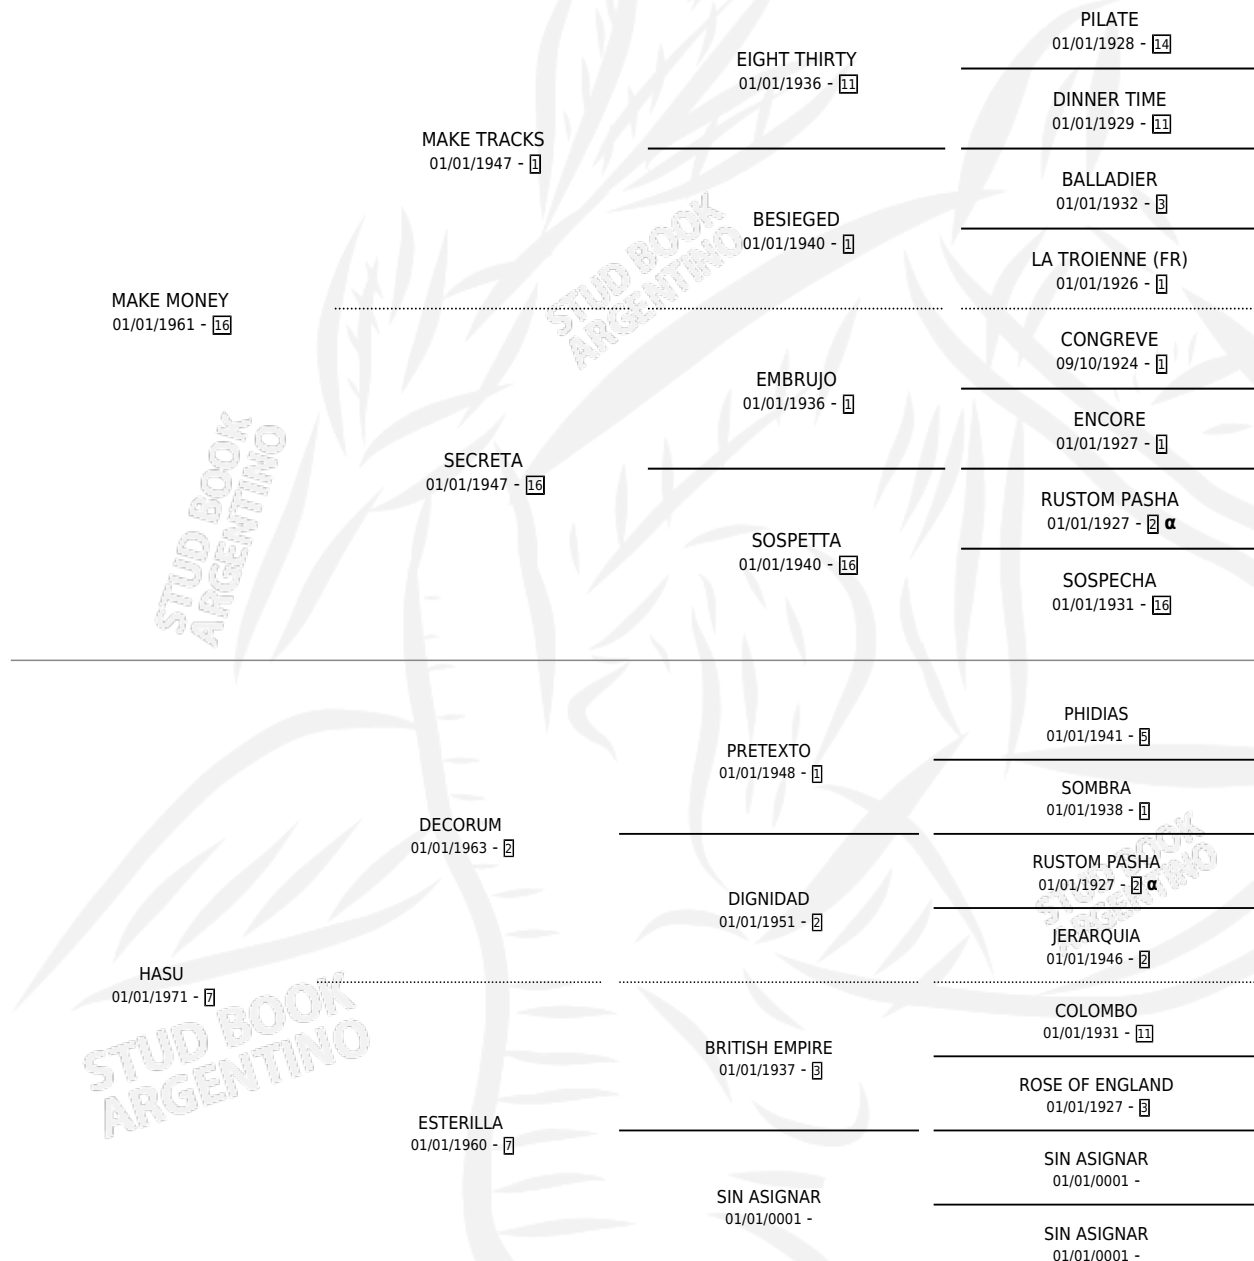 PILATE
01/01/1928 - 14
EIGHT THIRTY
01/01/1936 - 11
DINNER TIME
01/01/1929 - 11
MAKE TRACKS
01/01/1947 - 1
BALLADIER
01/01/1932 - 3
BESIEGED
01/01/1940 - 1
LA TROIENNE (FR)
01/01/1926 - 1
MAKE MONEY
01/01/1961 - 16
CONGREVE
09/10/1924 - 1
EMBRUJO
01/01/1936 - 1
ENCORE
01/01/1927 - 1
SECRETA
01/01/1947 - 16
RUSTOM PASHA
01/01/1927 - 2 α
SOSPETTA
01/01/1940 - 16
SOSPECHA
01/01/1931 - 16
STUD BOOK
ARGENTINO
STUD BOOK
ARGENTINO
PHIDIAS
01/01/1941 - 5
PRETEXTO
01/01/1948 - 1
SOMBRA
01/01/1938 - 1
DECORUM
01/01/1963 - 2
RUSTOM PASHA
01/01/1927 - 2 α
DIGNIDAD
01/01/1951 - 2
JERARQUIA
01/01/1946 - 2
STUD BOOK
ARGENTINO
HASU
01/01/1971 - 7
COLOMBO
01/01/1931 - 11
BRITISH EMPIRE
01/01/1937 - 3
ROSE OF ENGLAND
01/01/1927 - 3
STUD BOOK
ARGENTINO
ESTERILLA
01/01/1960 - 7
SIN ASIGNAR
01/01/0001 -
SIN ASIGNAR
01/01/0001 -
SIN ASIGNAR
01/01/0001 -